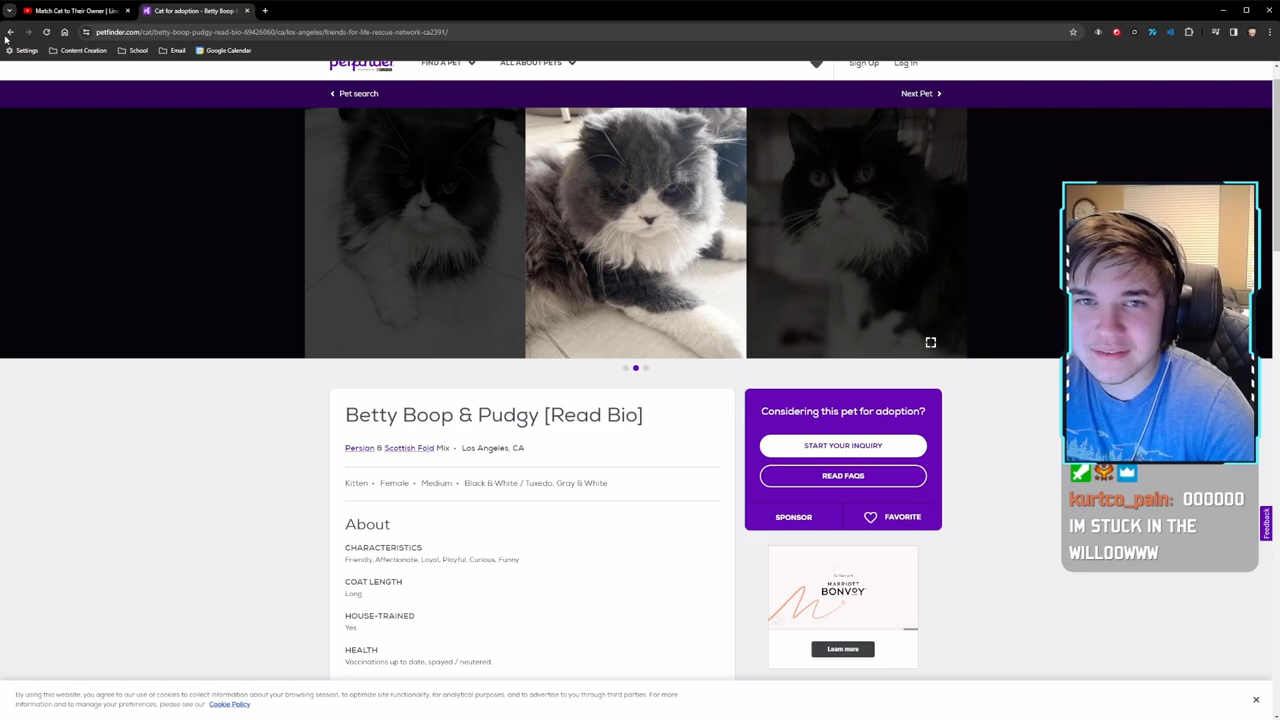 Match Cat to Their Owner | Line
Cat for adoption - Betty Boop &
petfinder.com/cat/betty-boop-pudgy-read-bio-69426060/ca/los-angeles/friends-for-life-rescue-network-ca2391/
Settings
Content Creation
School
Email
Google Calendar
petfinder
FIND A PET
ALL ABOUT PETS
Sign Up
Log In
Pet search
Next Pet
Betty Boop & Pudgy [Read Bio]
Persian & Scottish Fold Mix • Los Angeles, CA
Kitten • Female • Medium • Black & White / Tuxedo, Gray & White
About
CHARACTERISTICS
Friendly, Affectionate, Loyal, Playful, Curious, Funny
COAT LENGTH
Long
HOUSE-TRAINED
Yes
HEALTH
Vaccinations up to date, spayed / neutered
Considering this pet for adoption?
START YOUR INQUIRY
READ FAQS
SPONSOR
FAVORITE
MARRIOTT
BONVOY
Learn more
kurtco_pain: OOOOOO
IM STUCK IN THE
WILLOOWWW
Feedback
By using this website, you agree to our use of cookies to collect information about your browsing session, to optimize site functionality, for analytical purposes, and to advertise to you through third parties. For more
information and to manage your preferences, please see our Cookie Policy